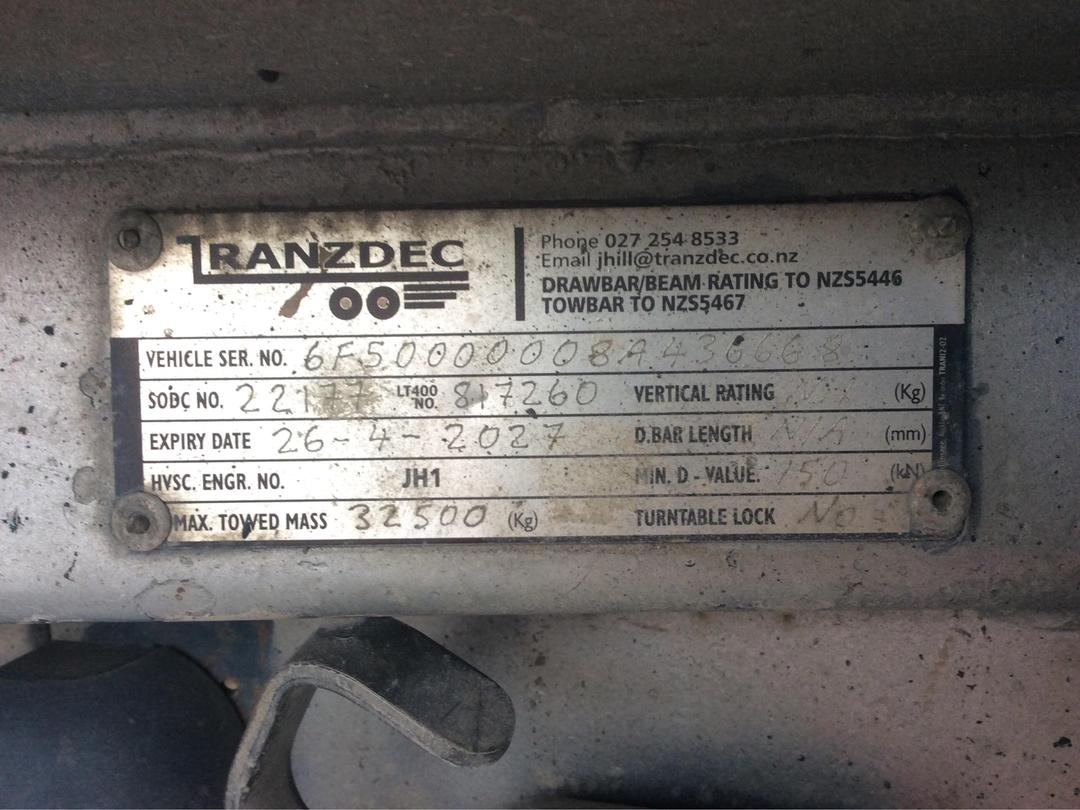 TRANZDEC
Phone 027 254 8533
Email jhill@tranzdec.co.nz
DRAWBAR/BEAM RATING TO NZS5446
TOWBAR TO NZS5467
VEHICLE SER. NO. 6F50000008A436668
SODC NO. 22177 LT400 NO. 817260 VERTICAL RATING N/A (Kg)
EXPIRY DATE 26-4-2027 D.BAR LENGTH N/A (mm)
HVSC. ENGR. NO. JH1 MIN. D - VALUE. 150 (kN)
MAX. TOWED MASS 32500 (Kg) TURNTABLE LOCK No
TRANZ-02